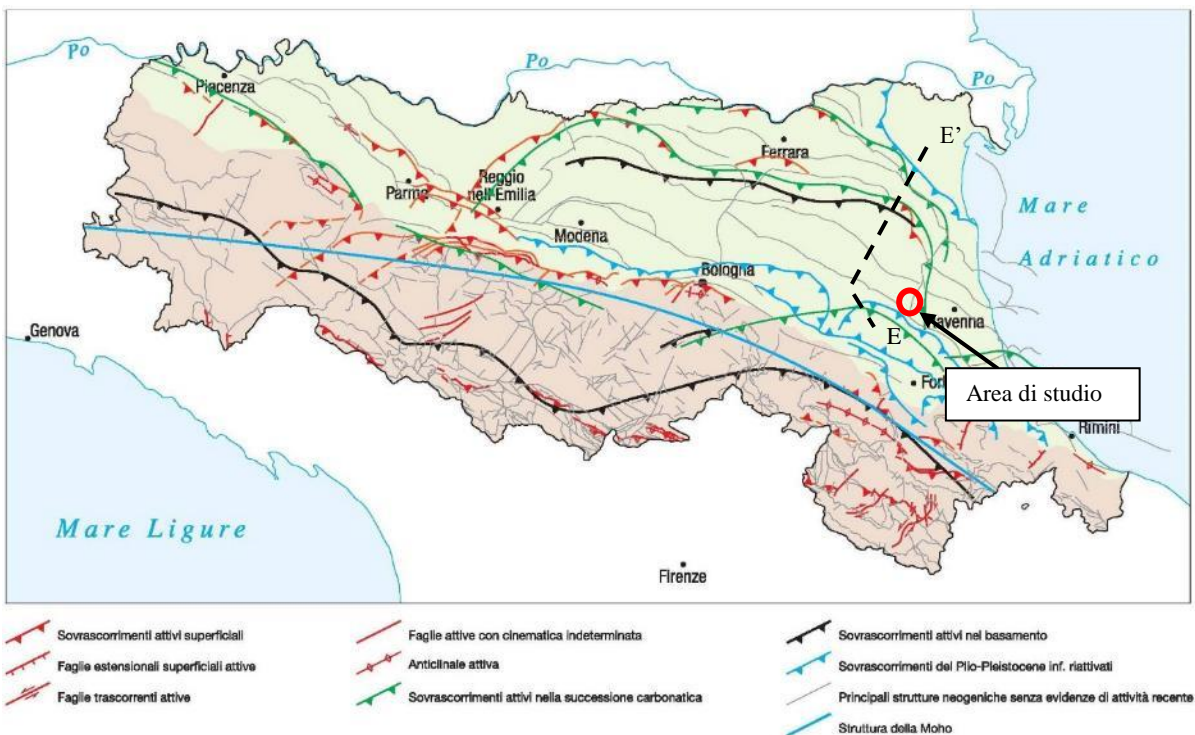 Po
Po
Po
Piacenza
E'
Ferrara
Parma
Reggio
nell'Emilia
Mare
Modena
Adriatico
Bologna
Genova
Ravenna
E
Forlì
Area di studio
Rimini
Mare Ligure
Firenze
Sovrascorrimenti attivi superficiali
Faglie estensionali superficiali attive
Faglie trascorrenti attive
Faglie attive con cinematica indeterminata
Anticlinale attiva
Sovrascorrimenti attivi nella successione carbonatica
Sovrascorrimenti attivi nel basamento
Sovrascorrimenti del Plio-Pleistocene inf. riattivati
Principali strutture neogeniche senza evidenze di attività recente
Struttura della Moho